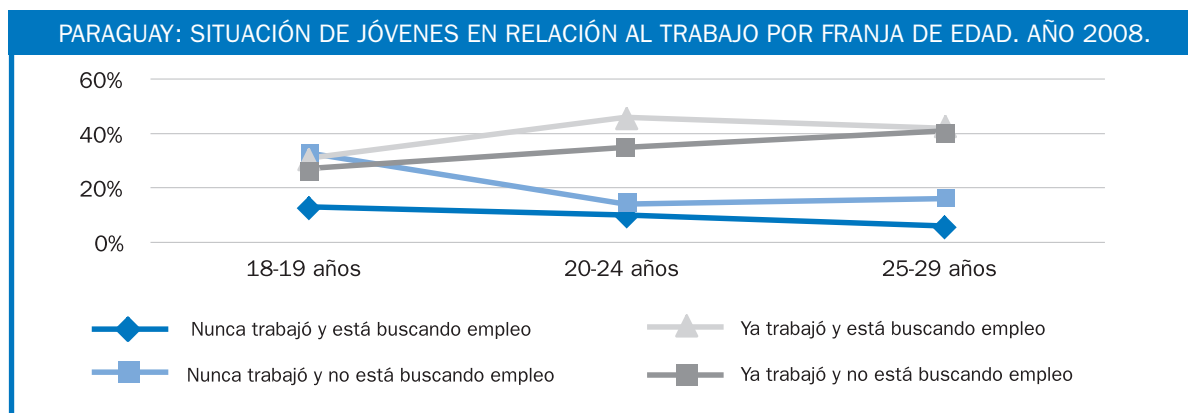 PARAGUAY: SITUACIÓN DE JÓVENES EN RELACIÓN AL TRABAJO POR FRANJA DE EDAD. AÑO 2008.
60%
40%
20%
0%
18-19 años
20-24 años
25-29 años
Nunca trabajó y está buscando empleo
Ya trabajó y está buscando empleo
Nunca trabajó y no está buscando empleo
Ya trabajó y no está buscando empleo